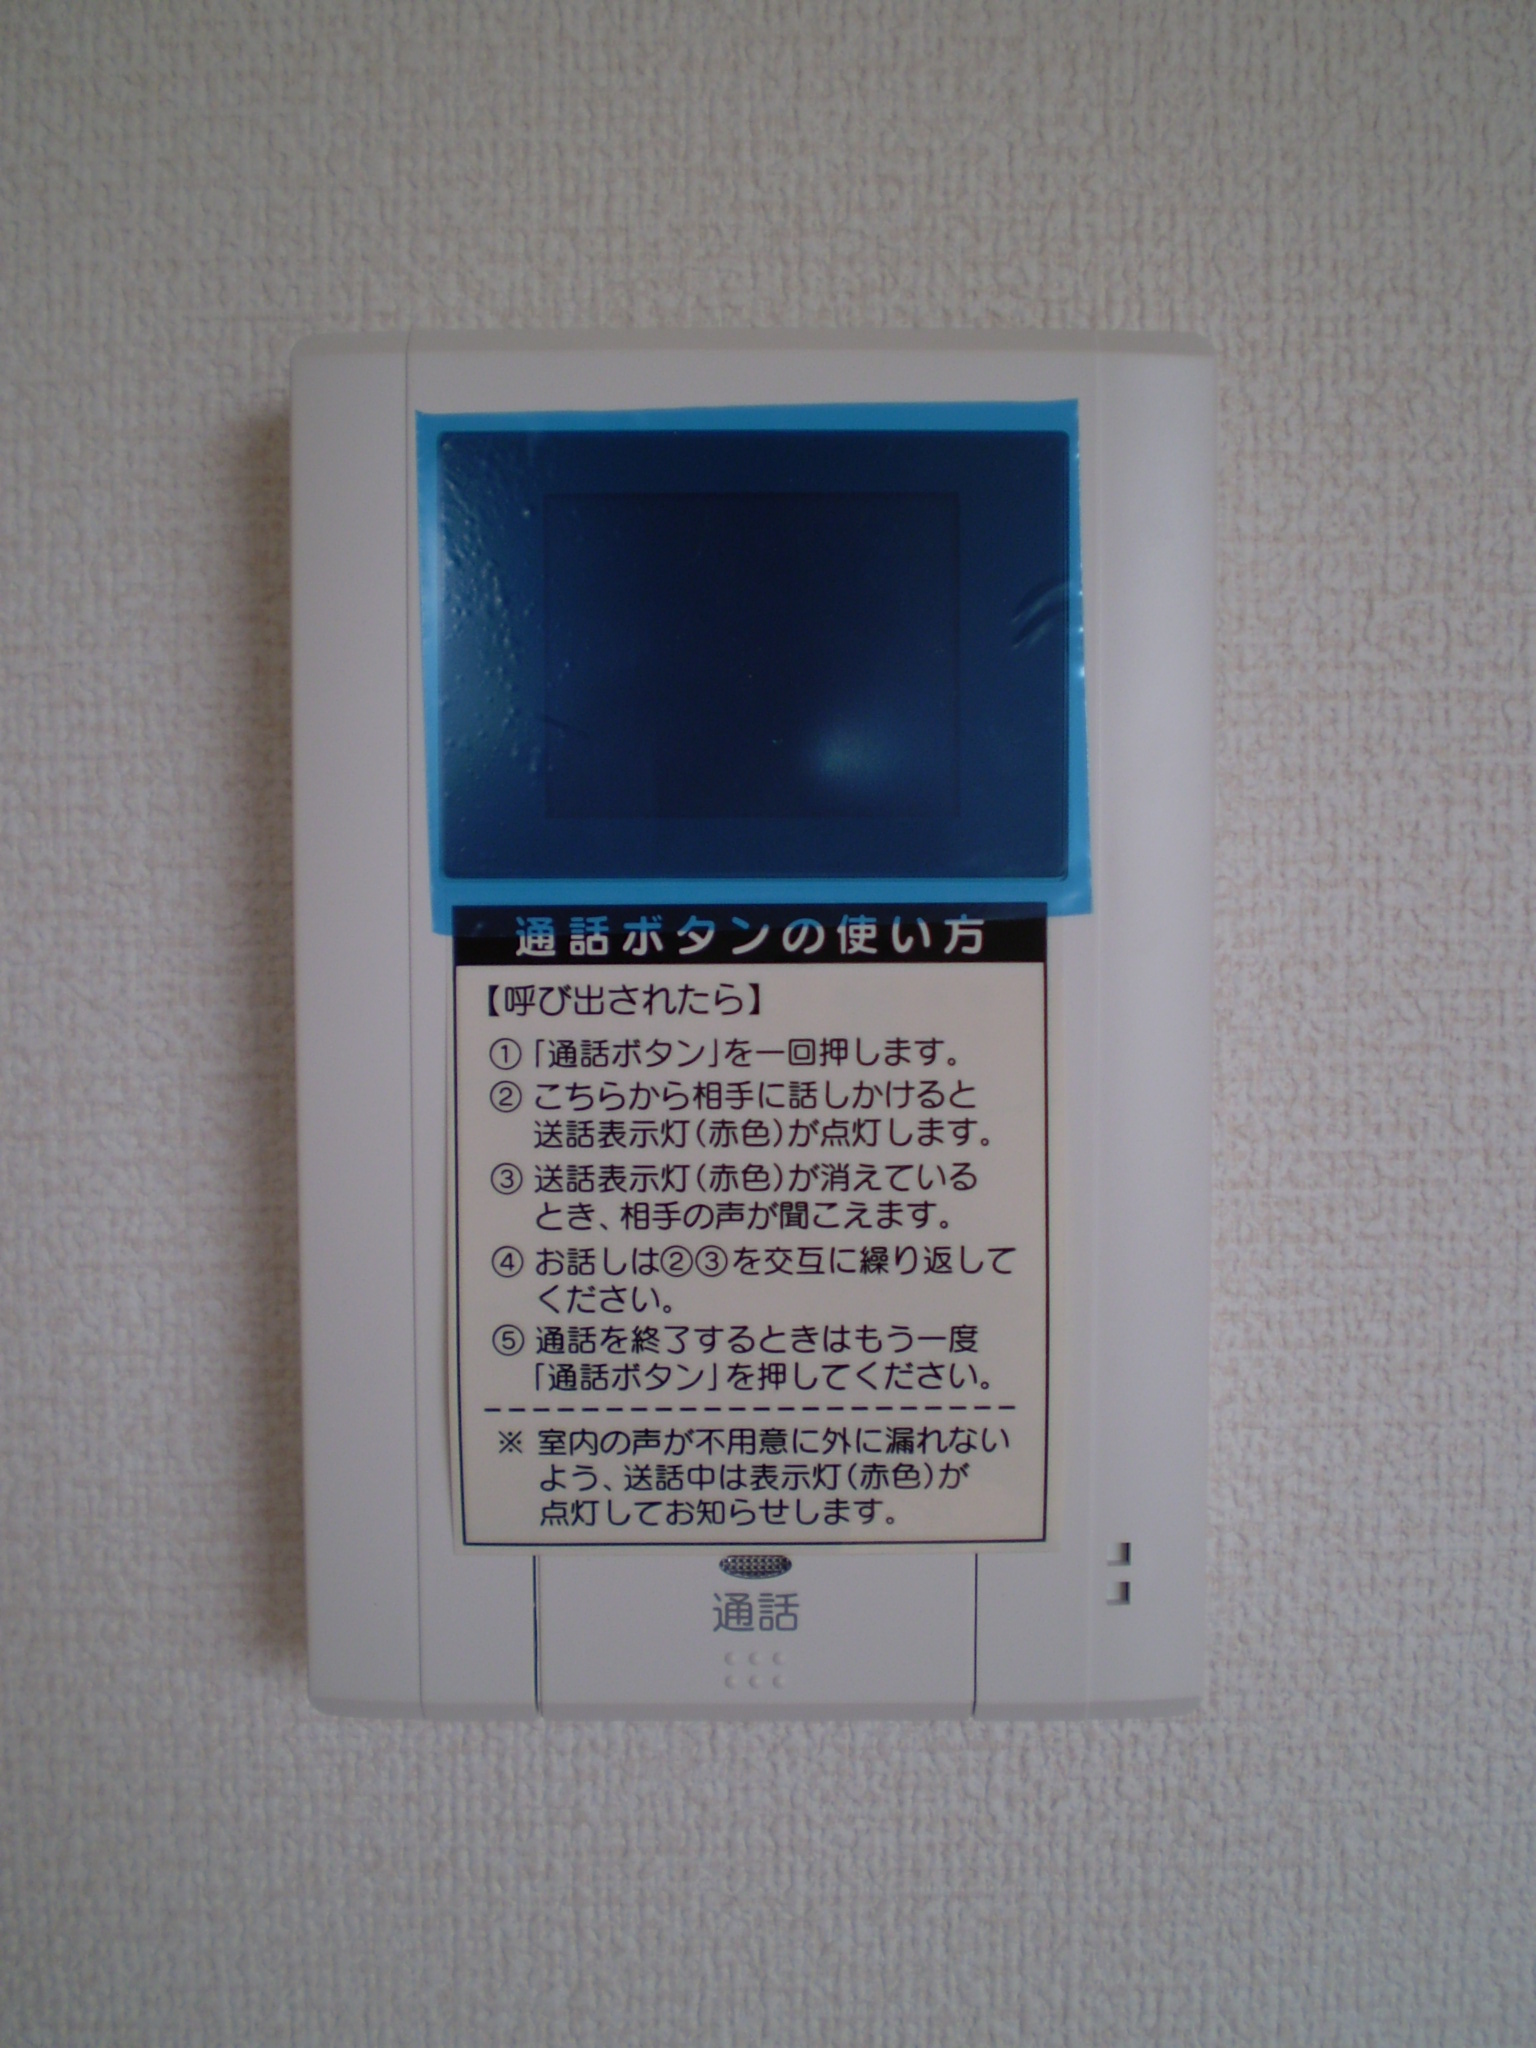 通話ボタンの使い方
【呼び出されたら】
①「通話ボタン」を一回押します。
②こちらから相手に話しかけると
送話表示灯(赤色)が点灯します。
③送話表示灯(赤色)が消えている
とき、相手の声が聞こえます。
④お話しは②③を交互に繰り返して
ください。
⑤通話を終了するときはもう一度
「通話ボタン」を押してください。
※ 室内の声が不用意に外に漏れない
よう、送話中は表示灯(赤色)が
点灯してお知らせします。
通話